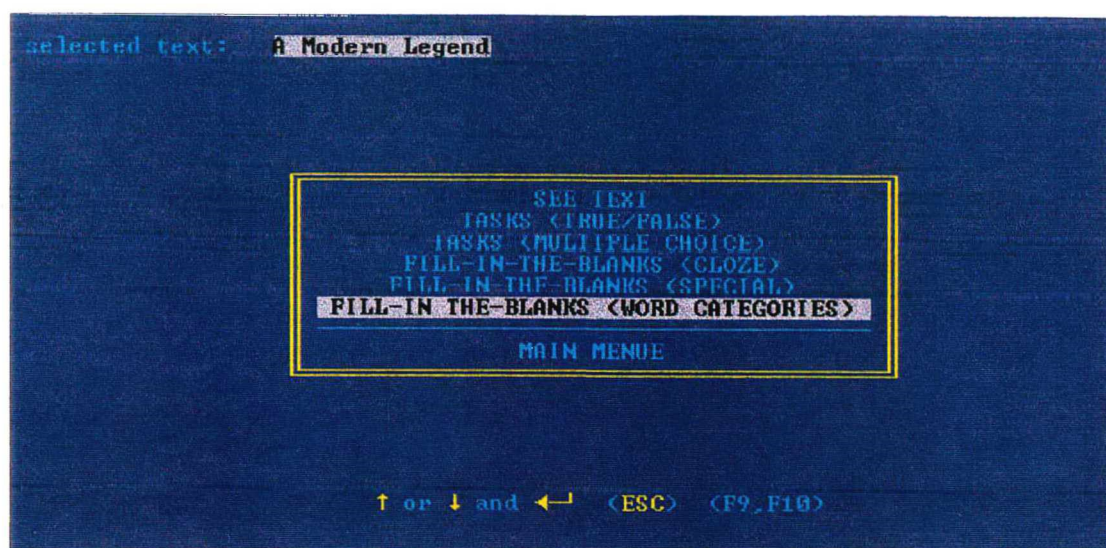 selected text: A Modern Legend
SEE TEXT
TASKS (TRUE/FALSE)
TASKS (MULTIPLE CHOICE)
FILL-IN-THE-BLANKS (CLOZE)
FILL-IN-THE-BLANKS (SPECIAL)
FILL-IN THE-BLANKS (WORD CATEGORIES)
MAIN MENUE
↑ or ↓ and ←┘ (ESC) (F9,F10)